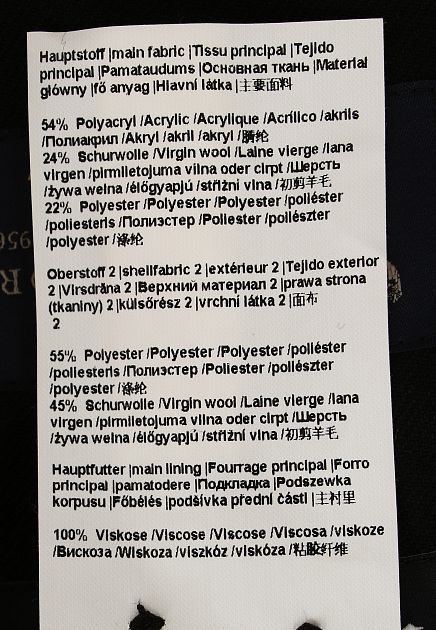 Hauptstoff |main fabric |Tissu principal |Tejido
principal |Pamataudums |Основная ткань |Materiał
główny |fő anyag |Hlavní látka |主要面料
54% Polyacryl /Acrylic /Acrylique /Acrílico /akrils
/Полиакрил /Akryl /akril /akryl /腈纶
24% Schurwolle /Virgin wool /Laine vierge /lana
virgen /pirmlietojuma vilna oder cirpt /Шерсть
/żywa wełna /élőgyapjú /střižní vlna /初剪羊毛
22% Polyester /Polyester /Polyester /poliéster
/poliesteris /Полиэстер /Poliester /poliészter
/polyester /涤纶
Oberstoff 2 |shellfabric 2 |extérieur 2 |Tejido exterior
2 |Virsdrāna 2 |Верхний материал 2 |prawa strona
(tkaniny) 2 |külsőrész 2 |vrchní látka 2 |面布
2
55% Polyester /Polyester /Polyester /poliéster
/poliesteris /Полиэстер /Poliester /poliészter
/polyester /涤纶
45% Schurwolle /Virgin wool /Laine vierge /lana
virgen /pirmlietojuma vilna oder cirpt /Шерсть
/żywa wełna /élőgyapjú /střižní vlna /初剪羊毛
Hauptfutter |main lining |Fourrage principal |Forro
principal |pamatodere |Подкладка |Podszewka
korpusu |Főbélés |podšívka přední části |主衬里
100% Viskose /Viscose /Viscose /Viscosa /viskoze
/Вискоза /Wiskoza /viszkóz /viskóza /粘胶纤维